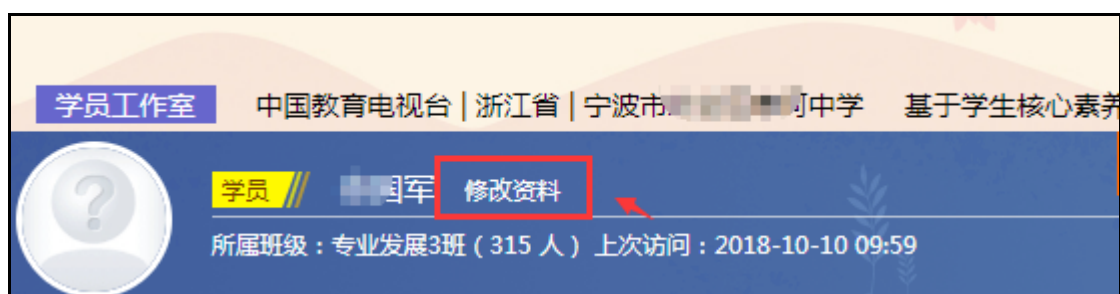 学员工作室 中国教育电视台 | 浙江省 | 宁波市 中学 基于学生核心素养
学员 // 军 修改资料
所属班级：专业发展3班（315 人） 上次访问：2018-10-10 09:59